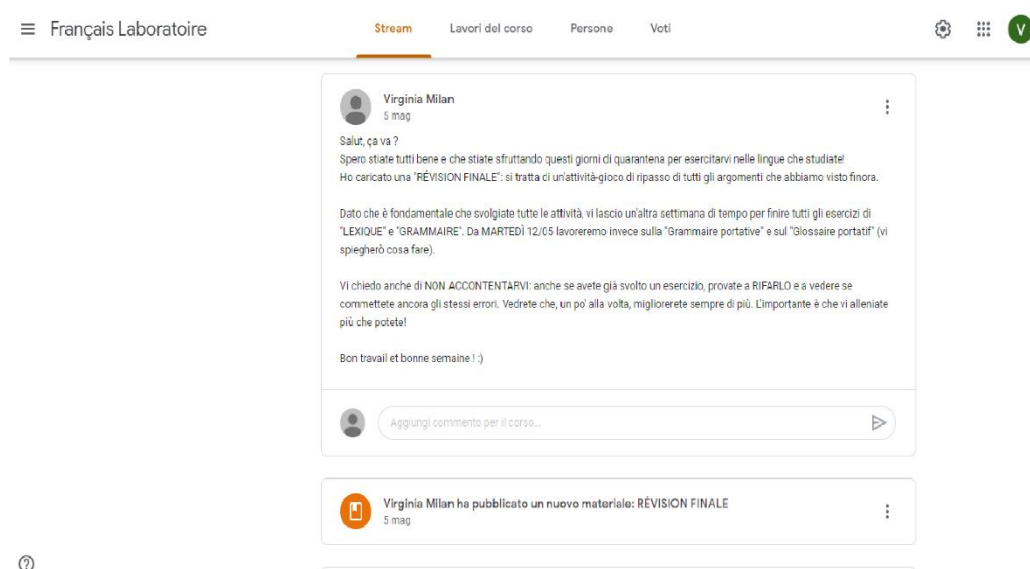 Français Laboratoire
Stream Lavori del corso Persone Voti
V
Virginia Milan
5 mag
Salut, ça va ?
Spero stiate tutti bene e che stiate sfruttando questi giorni di quarantena per esercitarvi nelle lingue che studiate!
Ho caricato una "RÉVISION FINALE": si tratta di un'attività-gioco di ripasso di tutti gli argomenti che abbiamo visto finora.
Dato che è fondamentale che svolgiate tutte le attività, vi lascio un'altra settimana di tempo per finire tutti gli esercizi di
"LEXIQUE" e "GRAMMAIRE". Da MARTEDÌ 12/05 lavoreremo invece sulla "Grammaire portative" e sul "Glossaire portatif" (vi
spiegherò cosa fare).
Vi chiedo anche di NON ACCONTENTARVI: anche se avete già svolto un esercizio, provate a RIFARLO e a vedere se
commettete ancora gli stessi errori. Vedrete che, un po' alla volta, migliorerete sempre di più. L'importante è che vi alleniate
più che potete!
Bon travail et bonne semaine ! :)
Aggiungi commento per il corso...
Virginia Milan ha pubblicato un nuovo materiale: RÉVISION FINALE
5 mag